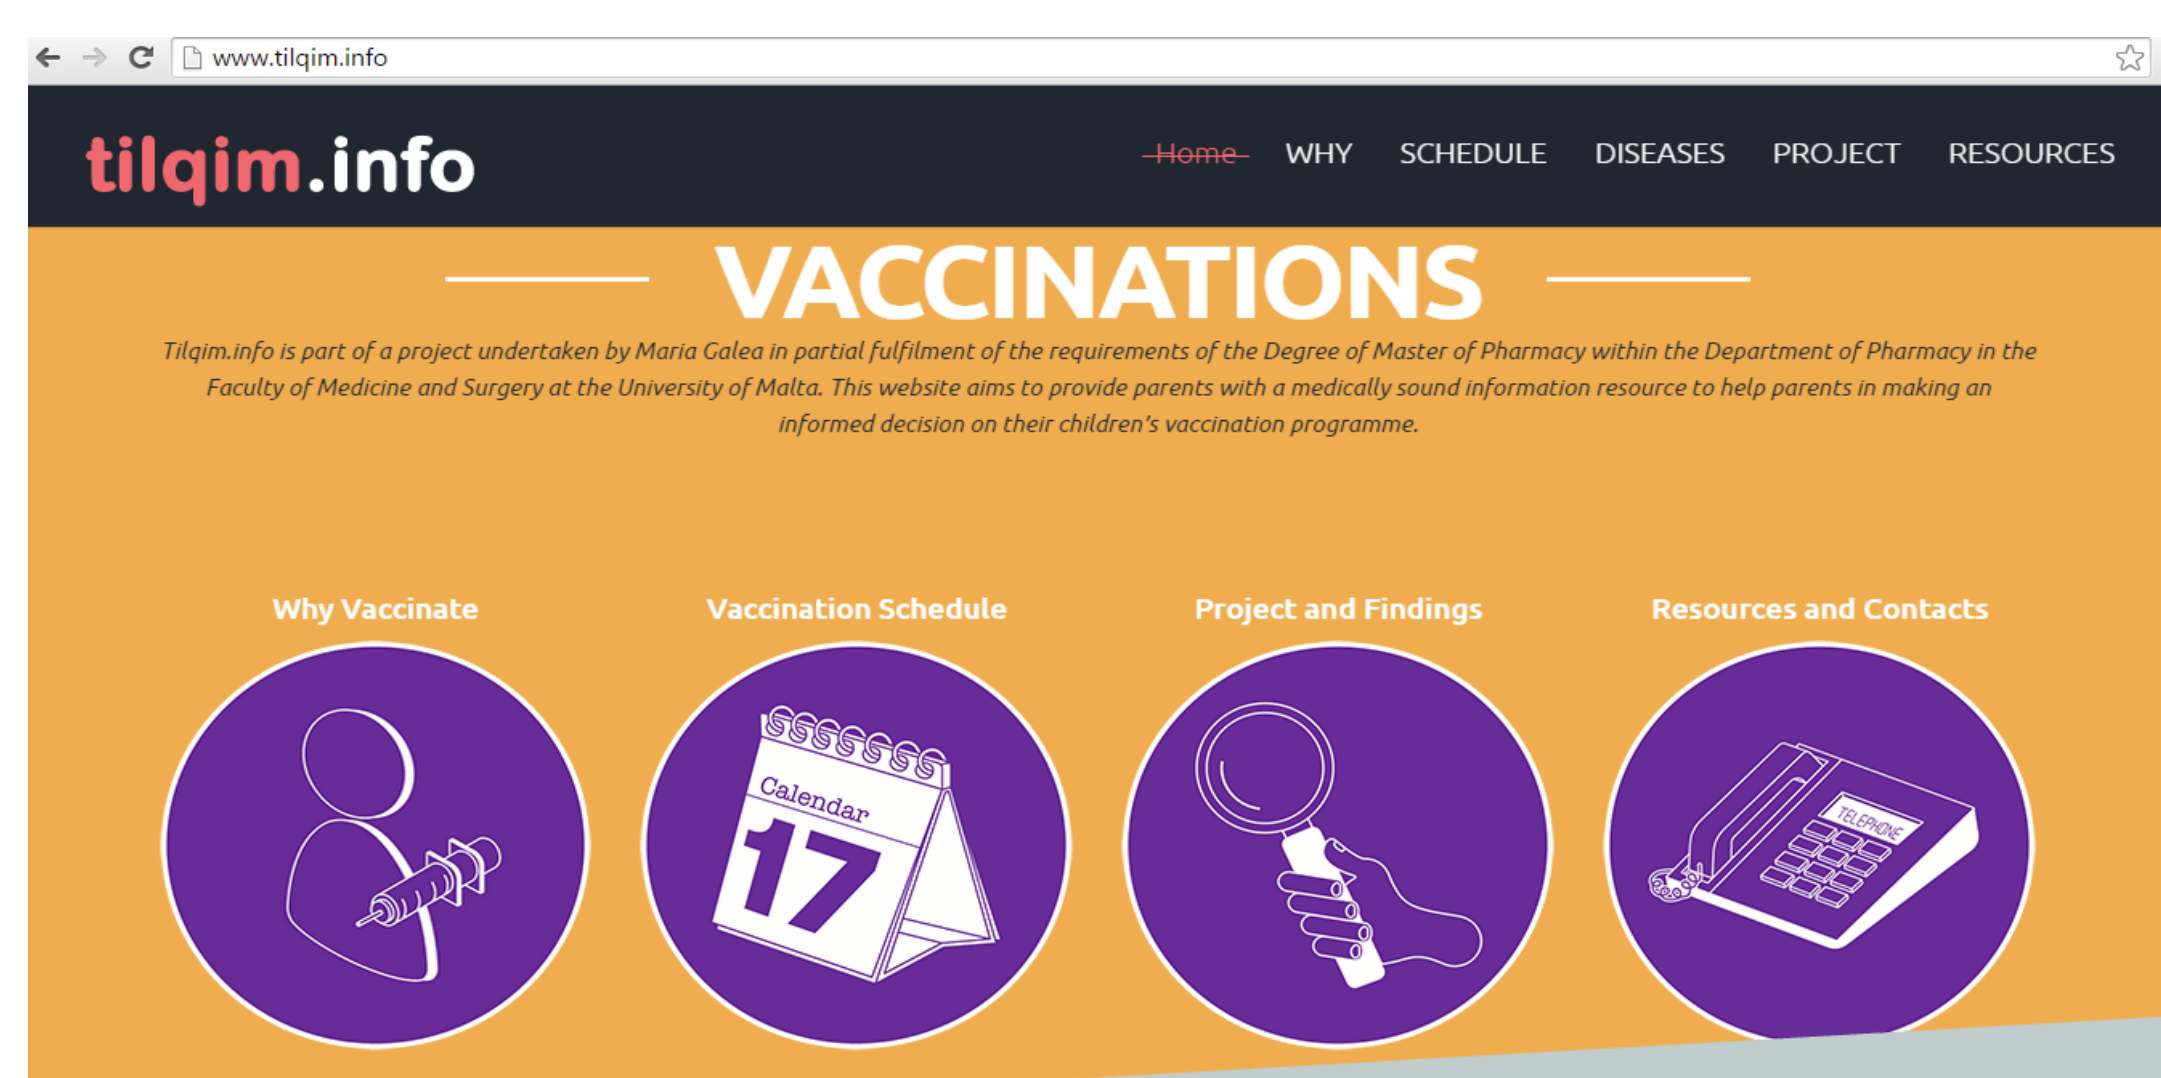 www.tilqim.info
tilqim.info
Home WHY SCHEDULE DISEASES PROJECT RESOURCES
VACCINATIONS
Tilqim.info is part of a project undertaken by Maria Galea in partial fulfilment of the requirements of the Degree of Master of Pharmacy within the Department of Pharmacy in the
Faculty of Medicine and Surgery at the University of Malta. This website aims to provide parents with a medically sound information resource to help parents in making an
informed decision on their children's vaccination programme.
Why Vaccinate
Vaccination Schedule
Project and Findings
Resources and Contacts
Calendar
17
TELEPHONE